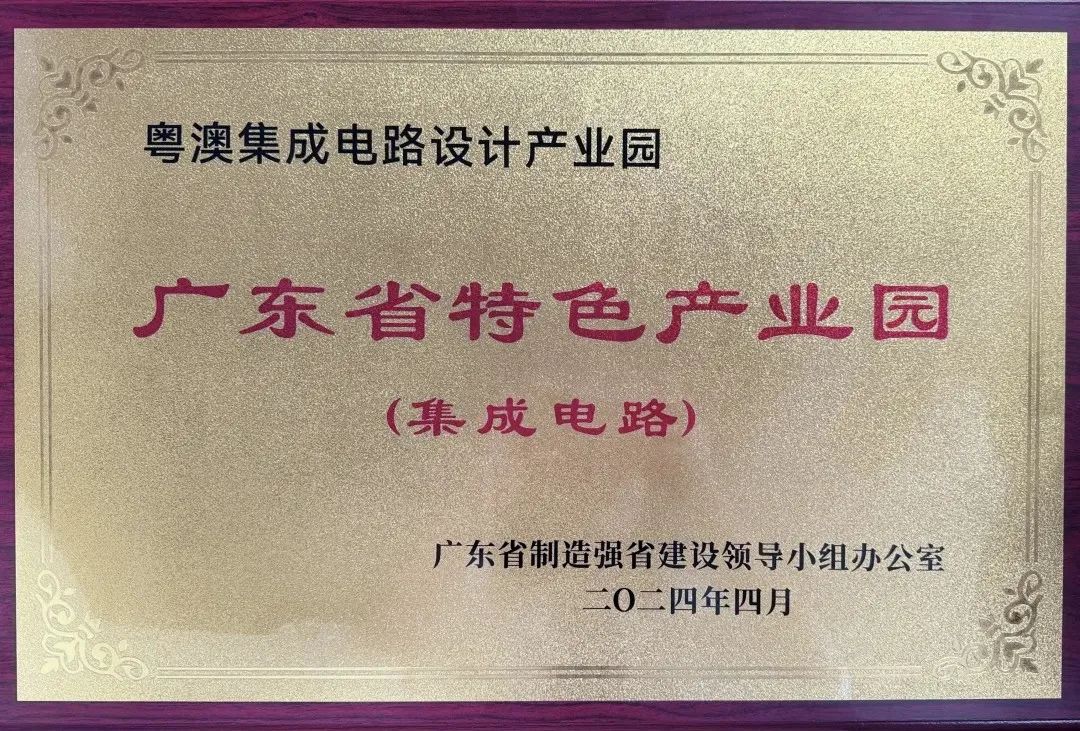 粤澳集成电路设计产业园
广东省特色产业园
(集成电路)
广东省制造强省建设领导小组办公室
二O二四年四月